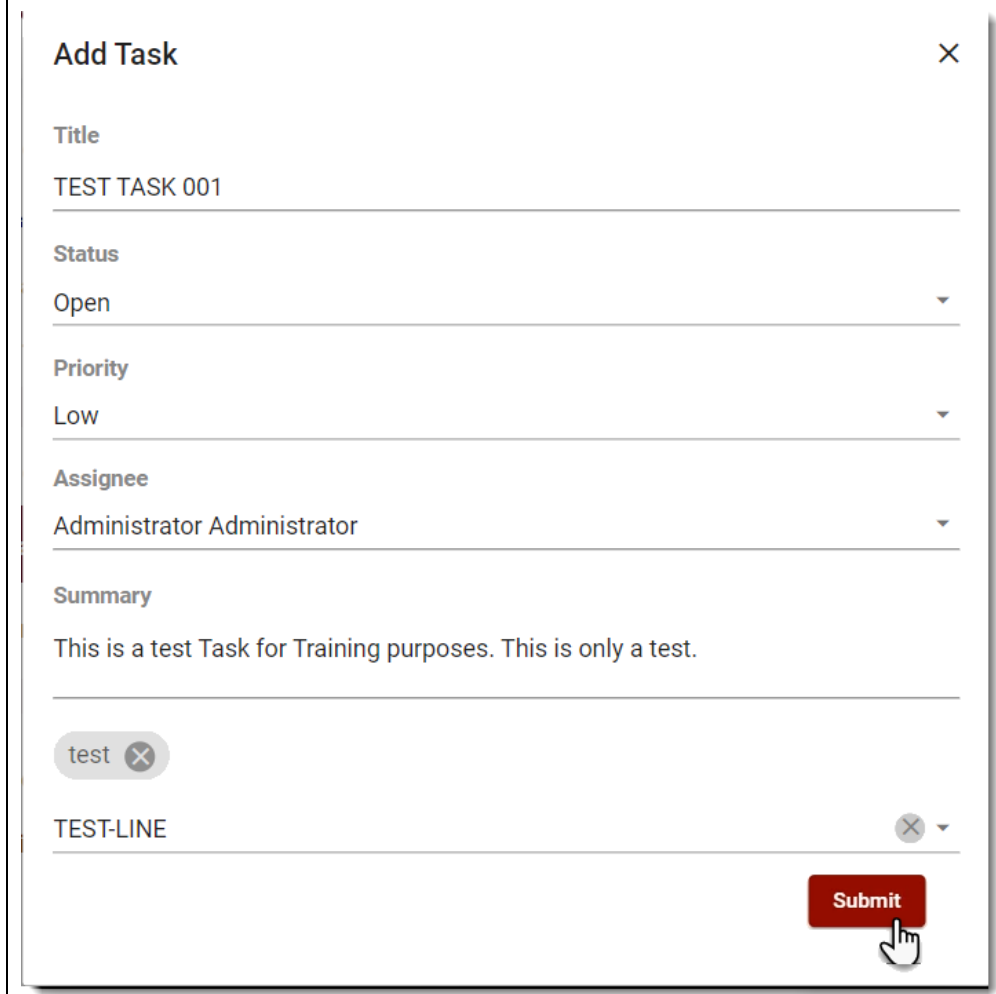 Add Task
Title
TEST TASK 001
Status
Open
Priority
Low
Assignee
Administrator Administrator
Summary
This is a test Task for Training purposes. This is only a test.
test
TEST-LINE
Submit